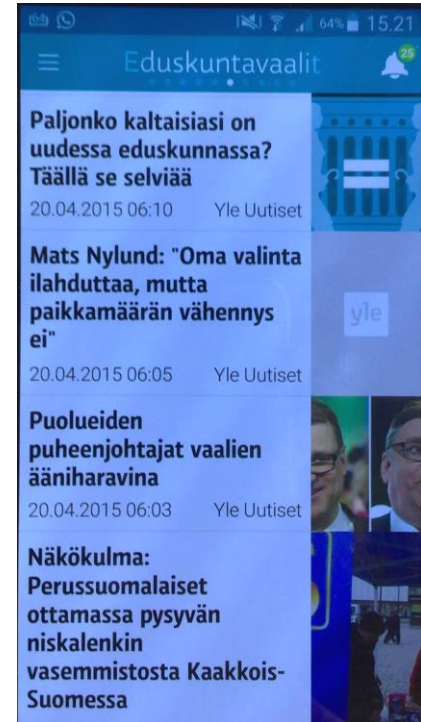 64% 15.21
Eduskuntavaalit
25
Paljonko kaltaisiasi on
uudessa eduskunnassa?
Täällä se selviää
20.04.2015 06:10 Yle Uutiset
Mats Nylund: "Oma valinta
ilahduttaa, mutta
paikkamäärän vähennys
ei"
yle
20.04.2015 06:05 Yle Uutiset
Puolueiden
puheenjohtajat vaalien
ääniharavina
20.04.2015 06:03 Yle Uutiset
Näkökulma:
Perussuomalaiset
ottamassa pysyvän
niskalenkin
vasemmistosta Kaakkois-
Suomessa